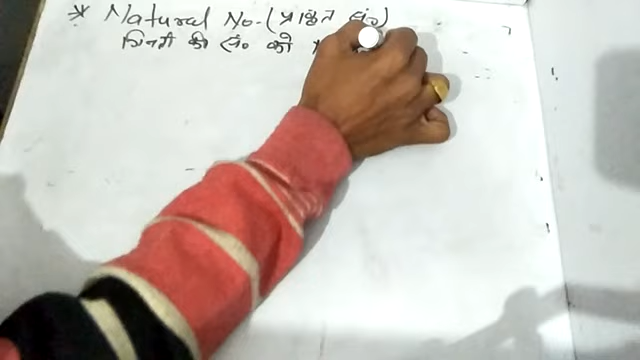 * Natural No. (प्राकृत सं०)
गिनती की सं० को